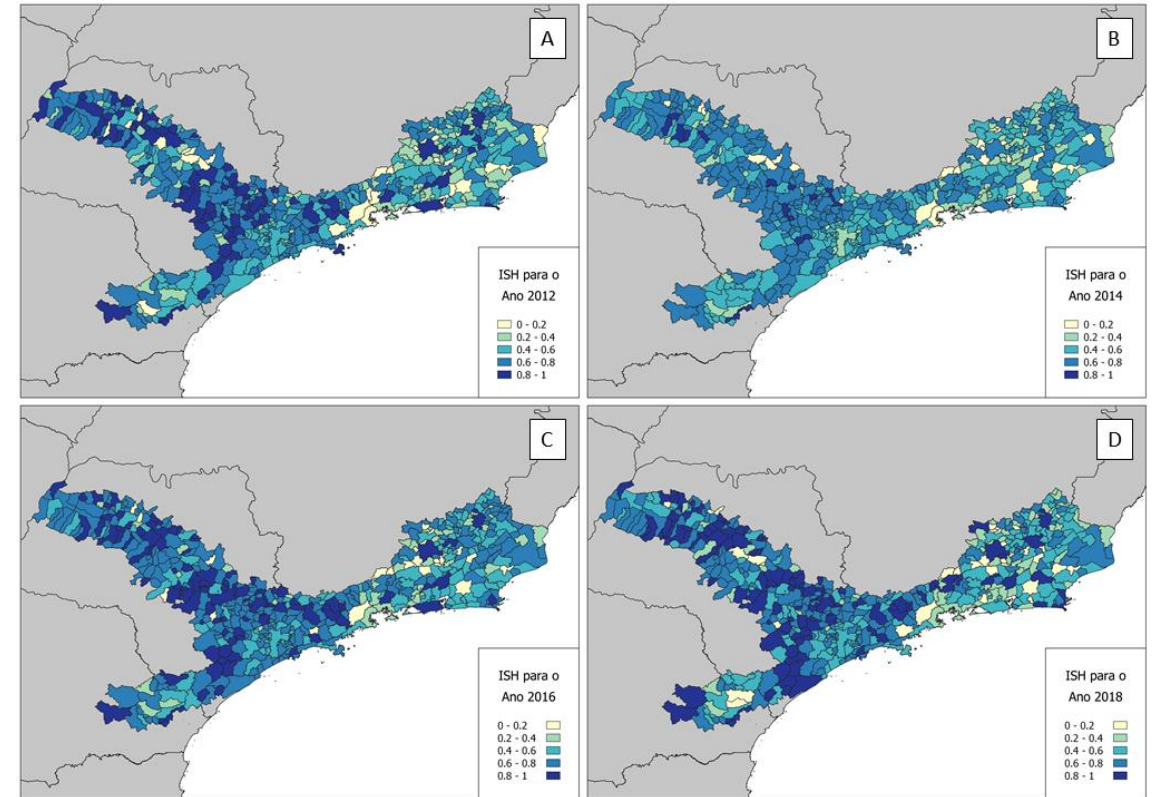 A
ISH para o
Ano 2012
0 - 0.2
0.2 - 0.4
0.4 - 0.6
0.6 - 0.8
0.8 - 1
B
ISH para o
Ano 2014
0 - 0.2
0.2 - 0.4
0.4 - 0.6
0.6 - 0.8
0.8 - 1
C
ISH para o
Ano 2016
0 - 0.2
0.2 - 0.4
0.4 - 0.6
0.6 - 0.8
0.8 - 1
D
ISH para o
Ano 2018
0 - 0.2
0.2 - 0.4
0.4 - 0.6
0.6 - 0.8
0.8 - 1